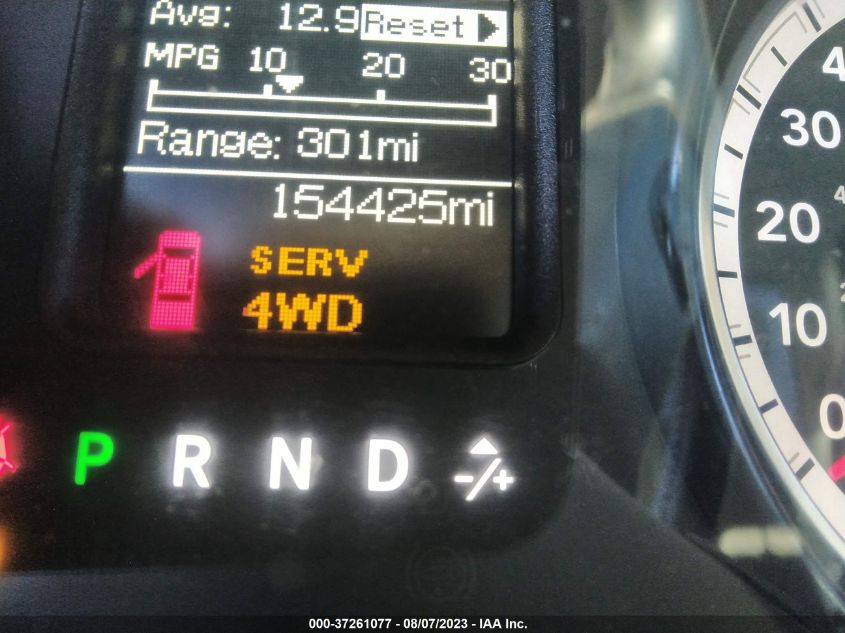 Avg: 12.9 Reset
MPG 10 20 30
Range: 301mi
154425mi
SERV
4WD
P R N D -/+
30
20
10
0
000-37261077 - 08/07/2023 - IAA Inc.